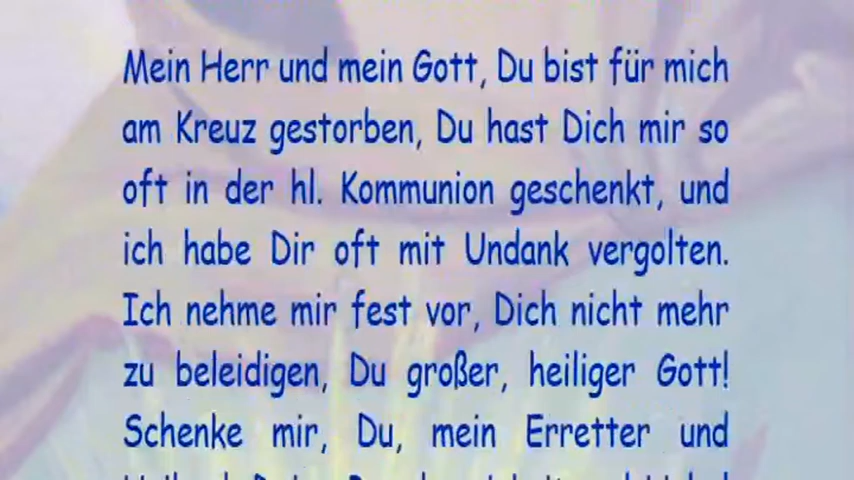 Mein Herr und mein Gott, Du bist für mich
am Kreuz gestorben, Du hast Dich mir so
oft in der hl. Kommunion geschenkt, und
ich habe Dir oft mit Undank vergolten.
Ich nehme mir fest vor, Dich nicht mehr
zu beleidigen, Du großer, heiliger Gott!
Schenke mir, Du, mein Erretter und